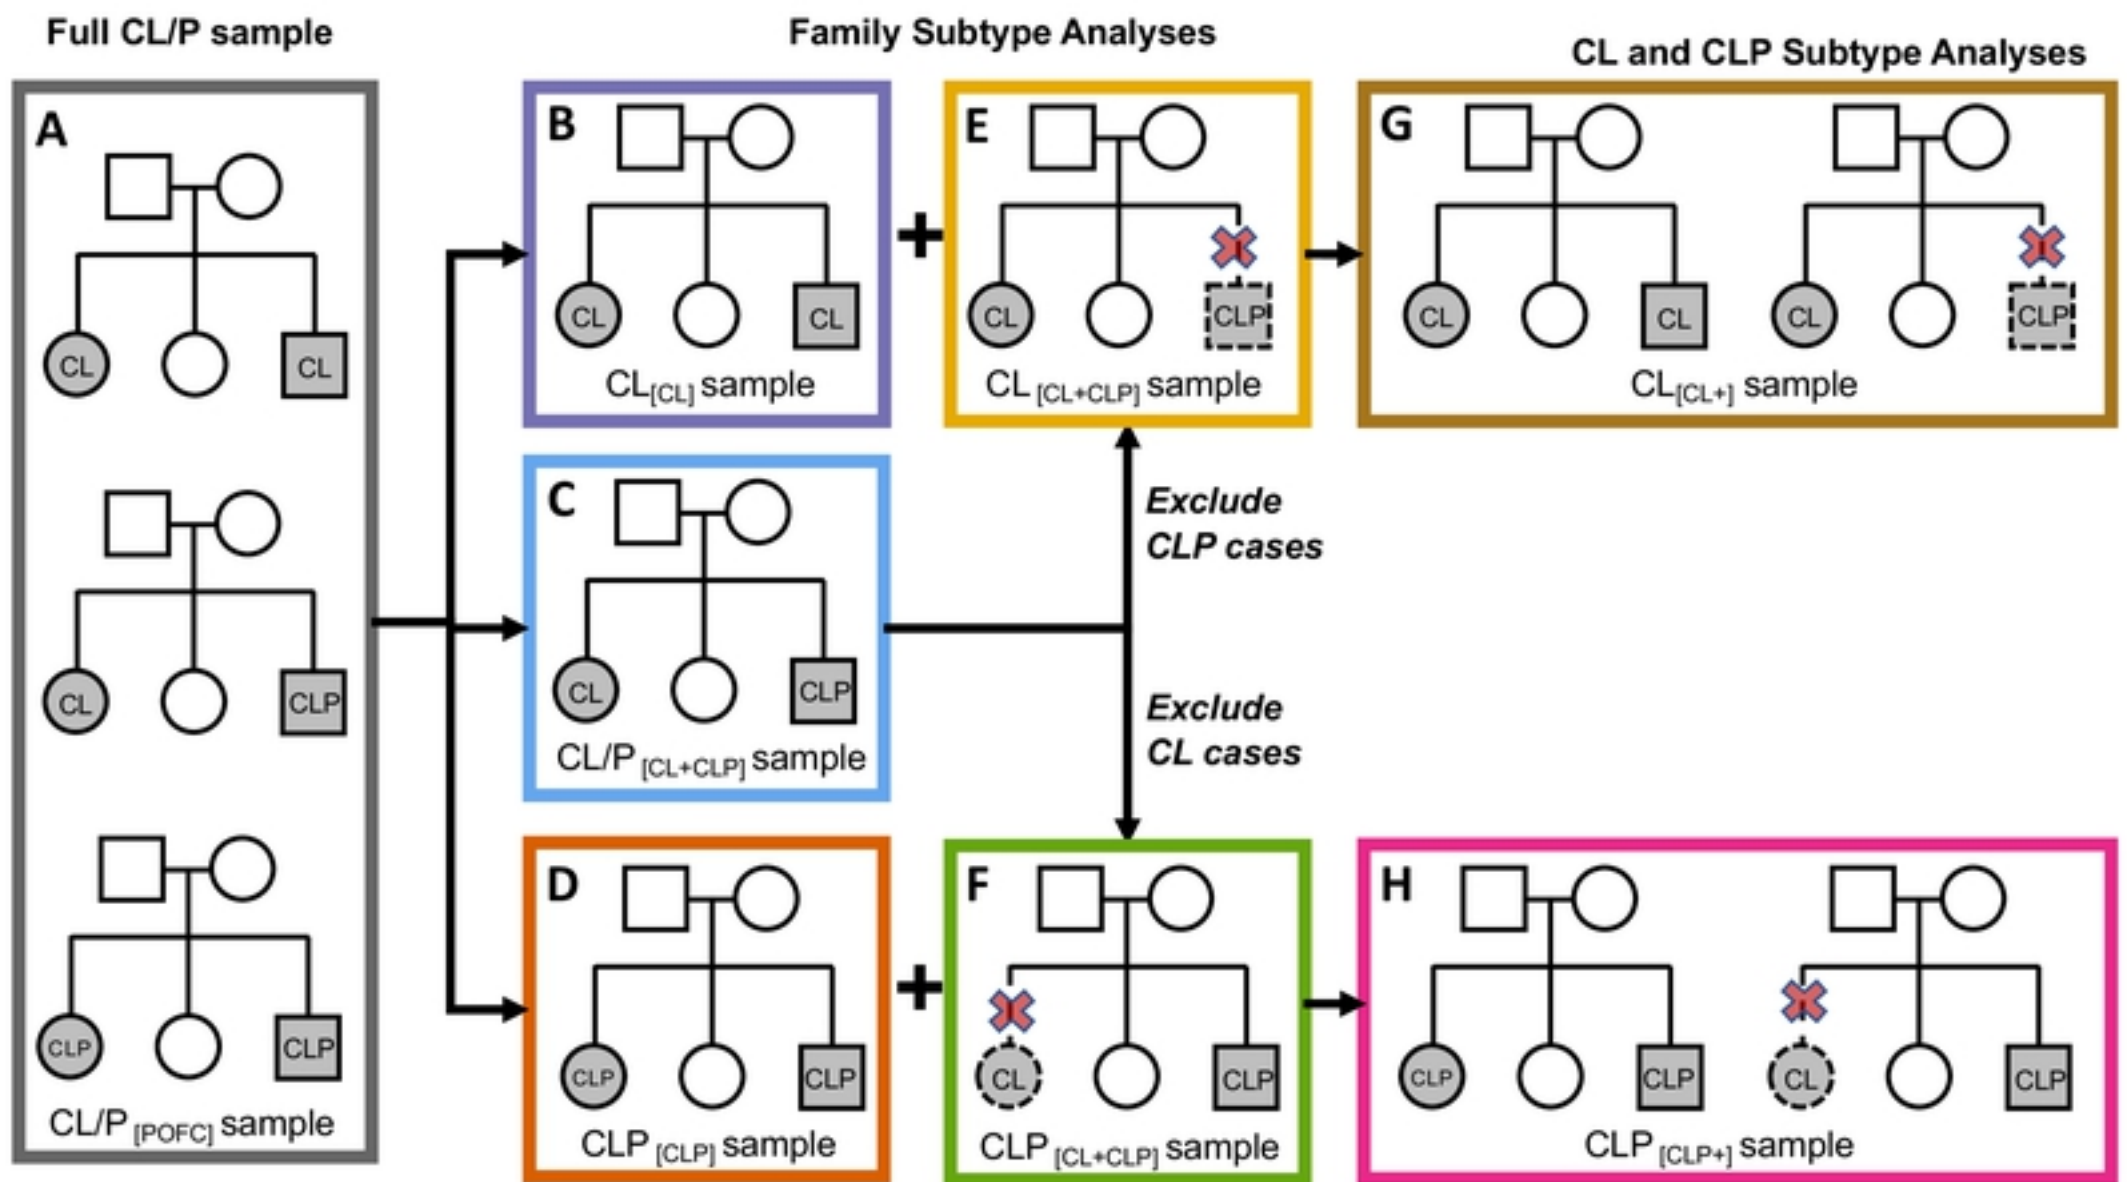 Full CL/P sample
Family Subtype Analyses
CL and CLP Subtype Analyses
A
CL
CL
CL
CLP
CLP
CLP
CL/P [POFC] sample
B
CL
CL
CL[CL] sample
+
E
CL
CLP
CL [CL+CLP] sample
G
CL
CL
CL
CLP
CL[CL+] sample
C
CL
CLP
CL/P [CL+CLP] sample
Exclude
CLP cases
Exclude
CL cases
D
CLP
CLP
CLP [CLP] sample
+
F
CL
CLP
CLP [CL+CLP] sample
H
CLP
CLP
CL
CLP
CLP [CLP+] sample